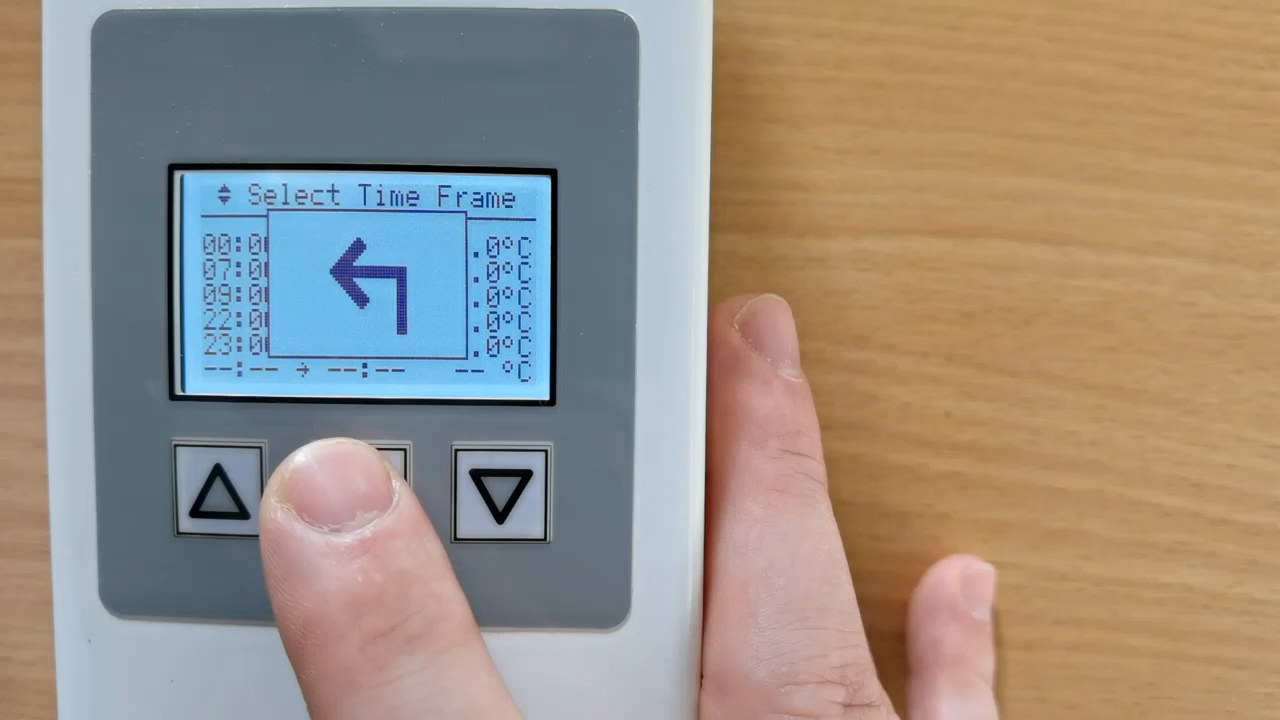 Select Time Frame
00:0 .0°C
07:0 .0°C
09:0 .0°C
22:0 .0°C
23:0 .0°C
--:-- → --:-- -- °C